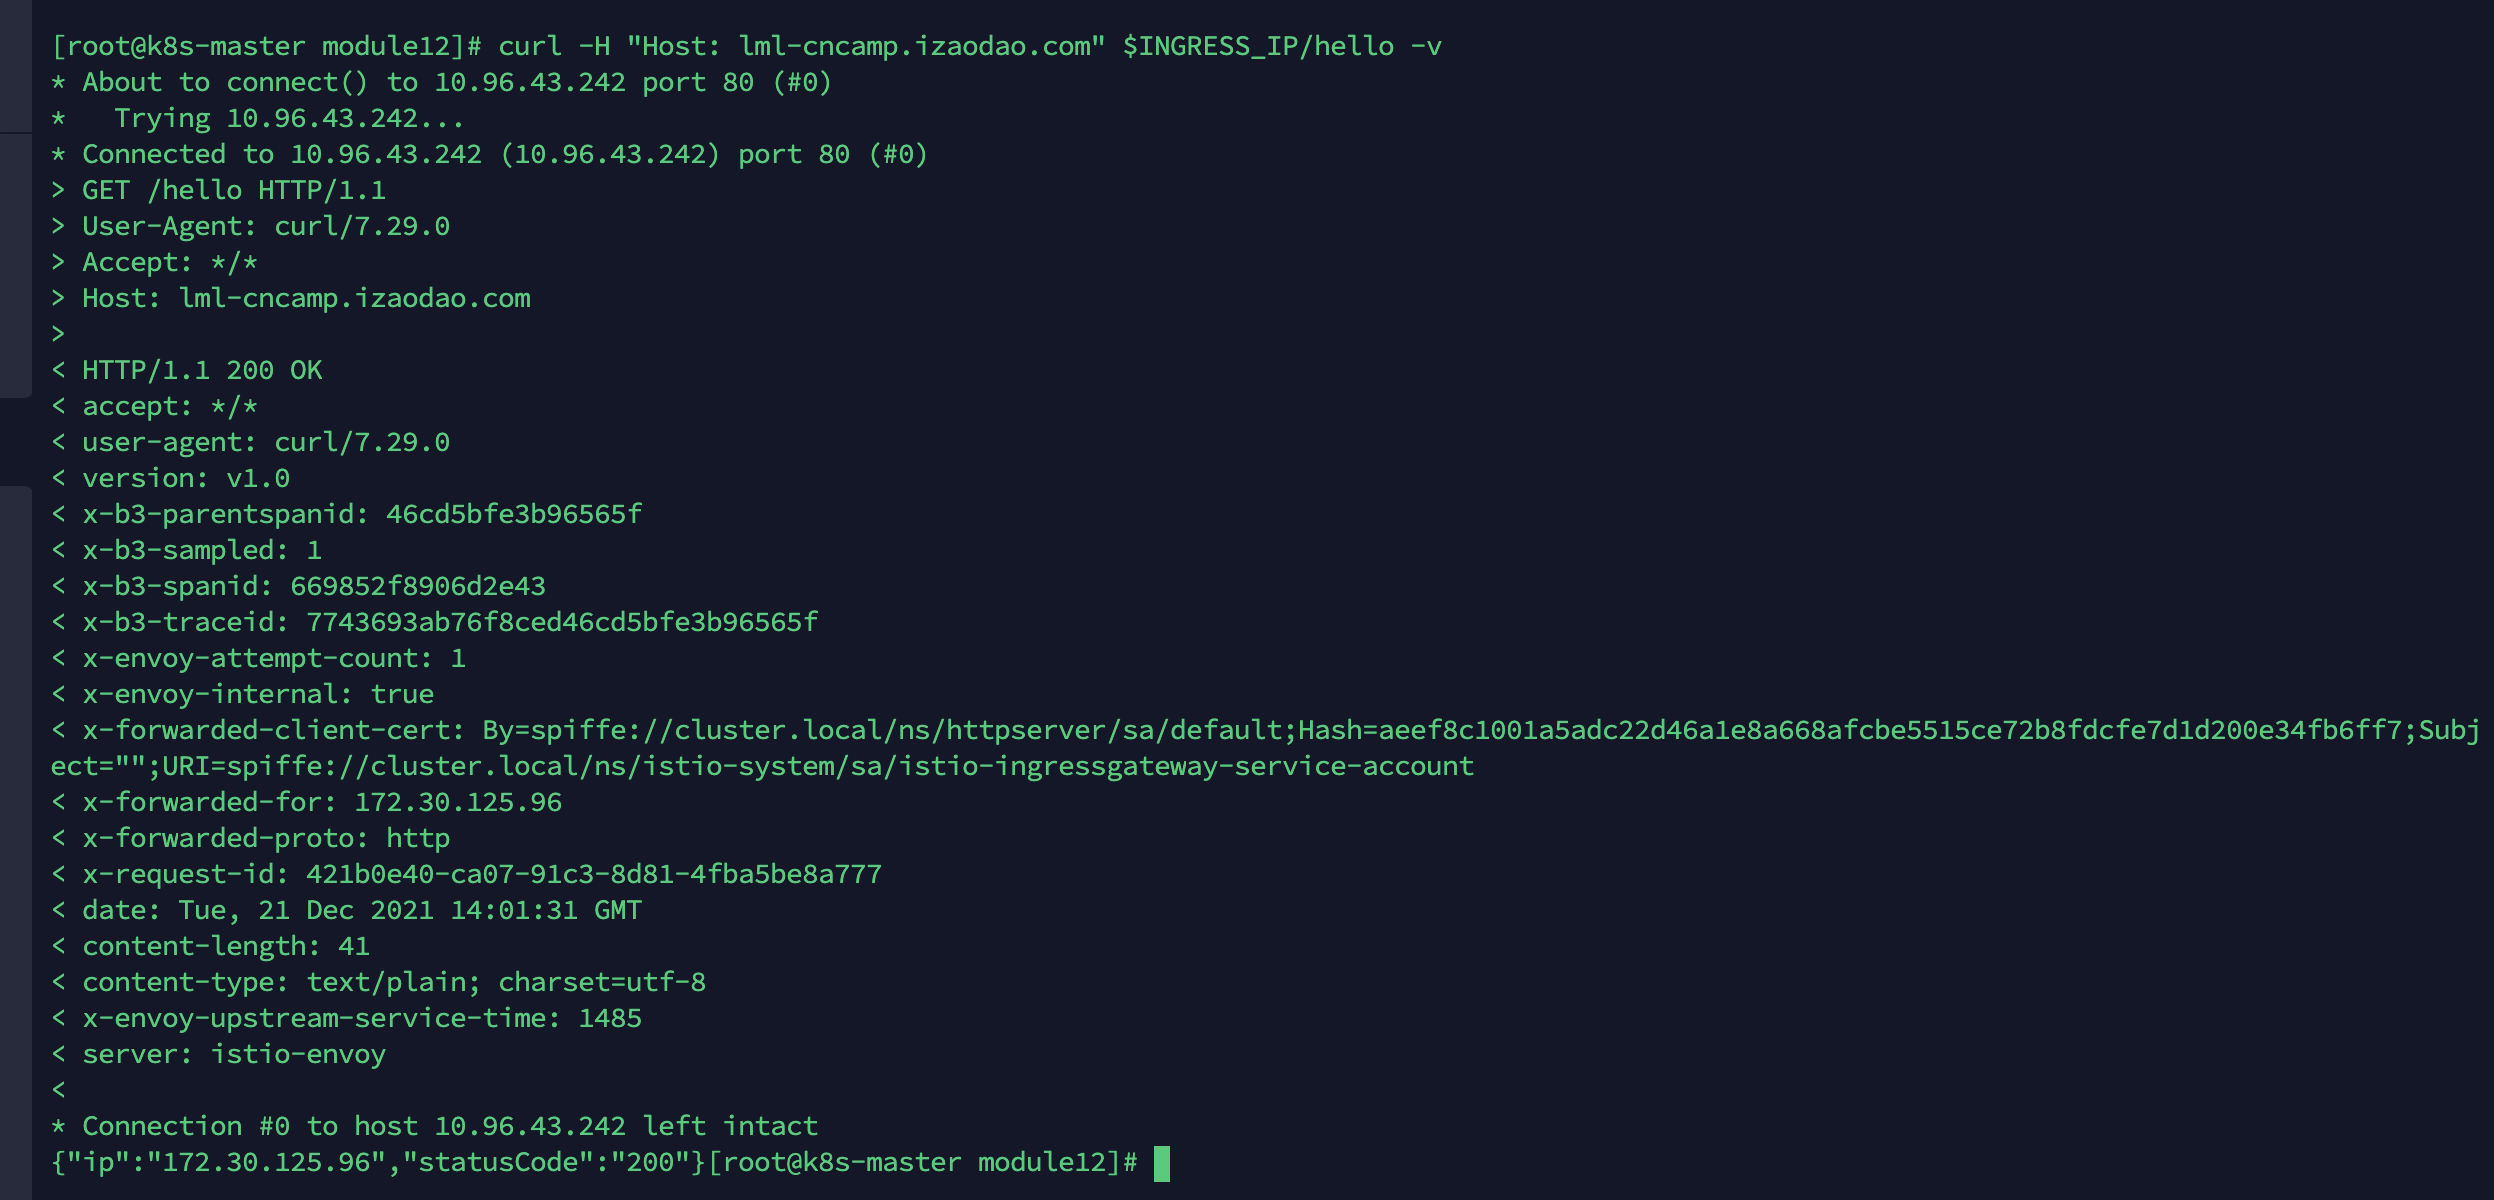 [root@k8s-master module12]# curl -H "Host: lml-cncamp.izaodao.com" $INGRESS_IP/hello -v
* About to connect() to 10.96.43.242 port 80 (#0)
*   Trying 10.96.43.242...
* Connected to 10.96.43.242 (10.96.43.242) port 80 (#0)
> GET /hello HTTP/1.1
> User-Agent: curl/7.29.0
> Accept: */*
> Host: lml-cncamp.izaodao.com
>
< HTTP/1.1 200 OK
< accept: */*
< user-agent: curl/7.29.0
< version: v1.0
< x-b3-parentspanid: 46cd5bfe3b96565f
< x-b3-sampled: 1
< x-b3-spanid: 669852f8906d2e43
< x-b3-traceid: 7743693ab76f8ced46cd5bfe3b96565f
< x-envoy-attempt-count: 1
< x-envoy-internal: true
< x-forwarded-client-cert: By=spiffe://cluster.local/ns/httpserver/sa/default;Hash=aeef8c1001a5adc22d46a1e8a668afcbe5515ce72b8fdcfe7d1d200e34fb6ff7;Subj
ect="";URI=spiffe://cluster.local/ns/istio-system/sa/istio-ingressgateway-service-account
< x-forwarded-for: 172.30.125.96
< x-forwarded-proto: http
< x-request-id: 421b0e40-ca07-91c3-8d81-4fba5be8a777
< date: Tue, 21 Dec 2021 14:01:31 GMT
< content-length: 41
< content-type: text/plain; charset=utf-8
< x-envoy-upstream-service-time: 1485
< server: istio-envoy
<
* Connection #0 to host 10.96.43.242 left intact
{"ip":"172.30.125.96","statusCode":"200"}[root@k8s-master module12]#